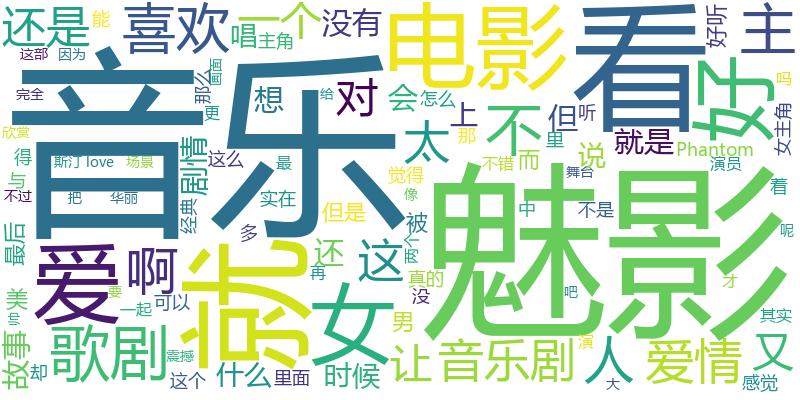 还是
喜欢
一个
没有
电影
看
主
好听
唱
主角
能
这部
因为
那么
画面
音乐
完全
更
给
想
对
会
怎么
上
但
听
好
吗
女主角
欣赏
得
与
斯汀
love
场景
这么
最
太
不
那
里
就是
不过
把
华丽
剧情
经典
实在
觉得
不错
而
说
Phantom
演员
舞台
着
魅影
最后
多
但是
被
像
中
不是
呢
爱
啊
就
还
这
两个
再
真的
没
才
美
要
一起
可以
女
男
吧
故事
却
歌剧
震撼
这个
什么
里面
时候
让
音乐剧
演
人
大
爱情
又
其实
感觉